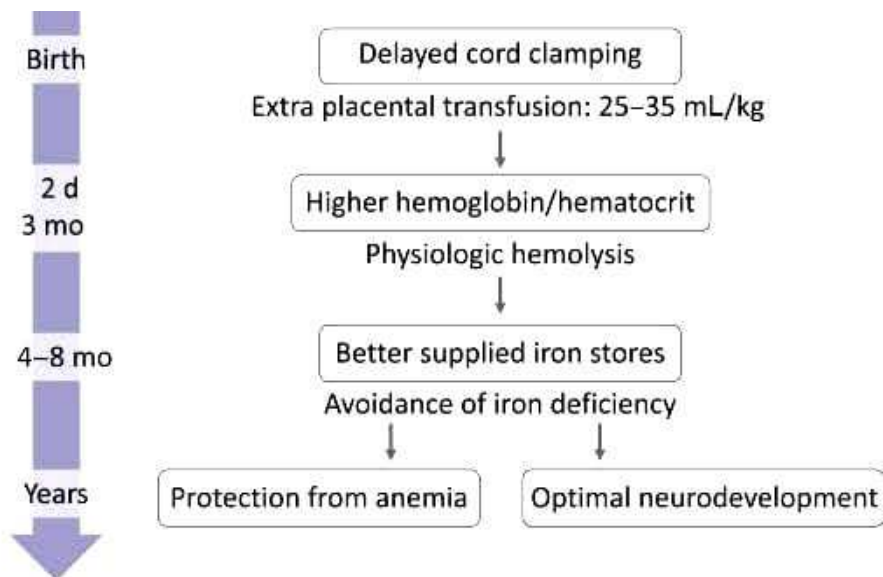 Birth
Delayed cord clamping
Extra placental transfusion: 25–35 mL/kg
2 d
3 mo
Higher hemoglobin/hematocrit
Physiologic hemolysis
4–8 mo
Better supplied iron stores
Avoidance of iron deficiency
Years
Protection from anemia
Optimal neurodevelopment